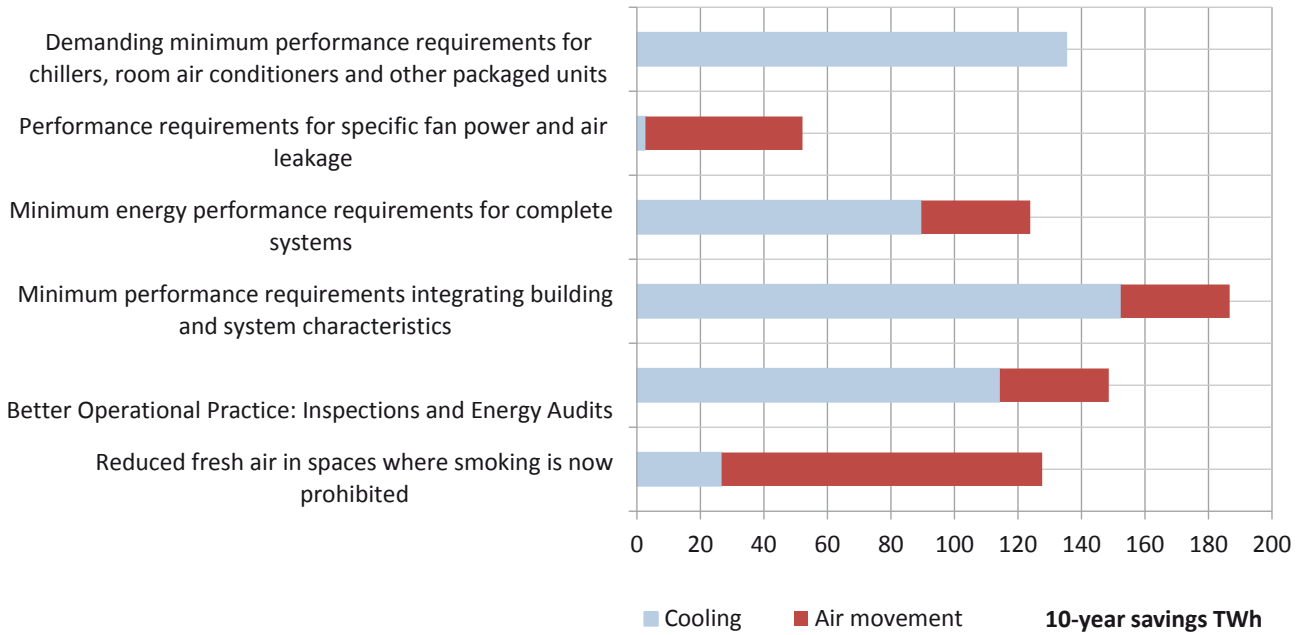 Demanding minimum performance requirements for
chillers, room air conditioners and other packaged units
Performance requirements for specific fan power and air
leakage
Minimum energy performance requirements for complete
systems
Minimum performance requirements integrating building
and system characteristics
Better Operational Practice: Inspections and Energy Audits
Reduced fresh air in spaces where smoking is now
prohibited
0 20 40 60 80 100 120 140 160 180 200
Cooling Air movement 10-year savings TWh